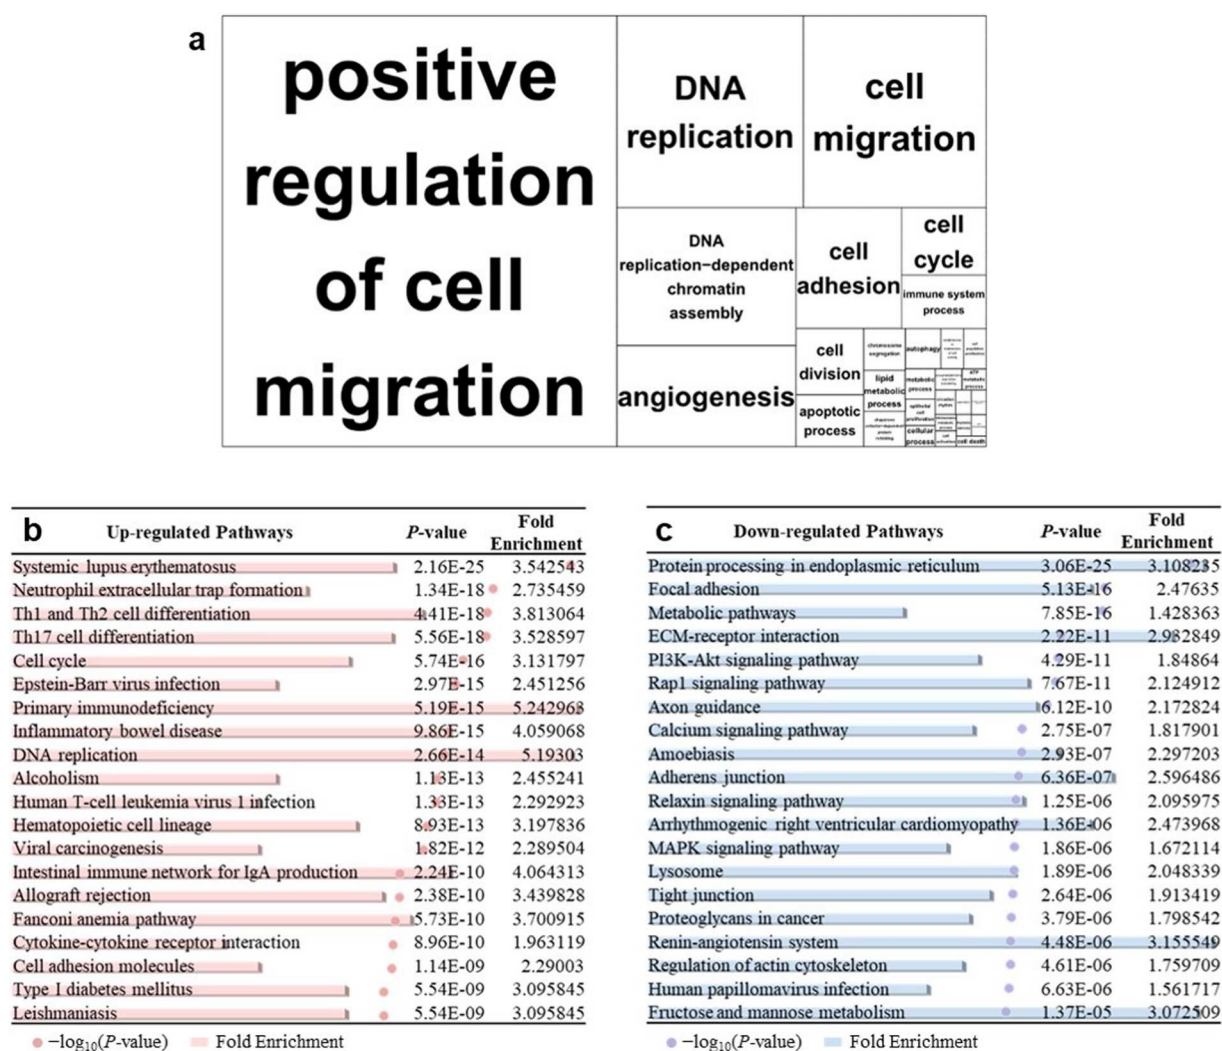 a
positive
regulation
of cell
migration
DNA
replication
cell
migration
DNA
replication−dependent
chromatin
assembly
angiogenesis
cell
adhesion
cell
cycle
immune system
process
cell
division
apoptotic
process
chromosome
segregation
lipid
metabolic
process
autophagy
metabolic
process
epithelial
cell
proliferation
cellular
process
ATP
metabolic
process
cell death
b Up-regulated Pathways P-value Fold Enrichment
Systemic lupus erythematosus 2.16E-25 3.542543
Neutrophil extracellular trap formation 1.34E-18 2.735459
Th1 and Th2 cell differentiation 4.41E-18 3.813064
Th17 cell differentiation 5.56E-18 3.528597
Cell cycle 5.74E-16 3.131797
Epstein-Barr virus infection 2.97E-15 2.451256
Primary immunodeficiency 5.19E-15 5.242963
Inflammatory bowel disease 9.86E-15 4.059068
DNA replication 2.66E-14 5.19303
Alcoholism 1.13E-13 2.455241
Human T-cell leukemia virus 1 infection 1.33E-13 2.292923
Hematopoietic cell lineage 8.93E-13 3.197836
Viral carcinogenesis 1.82E-12 2.289504
Intestinal immune network for IgA production 2.24E-10 4.064313
Allograft rejection 2.38E-10 3.439828
Fanconi anemia pathway 5.73E-10 3.700915
Cytokine-cytokine receptor interaction 8.96E-10 1.963119
Cell adhesion molecules 1.14E-09 2.29003
Type I diabetes mellitus 5.54E-09 3.095845
Leishmaniasis 5.54E-09 3.095845
−log10(P-value) Fold Enrichment
c Down-regulated Pathways P-value Fold Enrichment
Protein processing in endoplasmic reticulum 3.06E-25 3.108235
Focal adhesion 5.13E-16 2.47635
Metabolic pathways 7.85E-16 1.428363
ECM-receptor interaction 2.22E-11 2.932849
PI3K-Akt signaling pathway 4.29E-11 1.84864
Rap1 signaling pathway 7.67E-11 2.124912
Axon guidance 6.12E-10 2.172824
Calcium signaling pathway 2.75E-07 1.817901
Amoebiasis 2.93E-07 2.297203
Adherens junction 6.36E-07 2.596486
Relaxin signaling pathway 1.25E-06 2.095975
Arrhythmogenic right ventricular cardiomyopathy 1.36E-06 2.473968
MAPK signaling pathway 1.86E-06 1.672114
Lysosome 1.89E-06 2.048339
Tight junction 2.64E-06 1.913419
Proteoglycans in cancer 3.79E-06 1.798542
Renin-angiotensin system 4.48E-06 3.155549
Regulation of actin cytoskeleton 4.61E-06 1.759709
Human papillomavirus infection 6.63E-06 1.561717
Fructose and mannose metabolism 1.37E-05 3.072509
−log10(P-value) Fold Enrichment